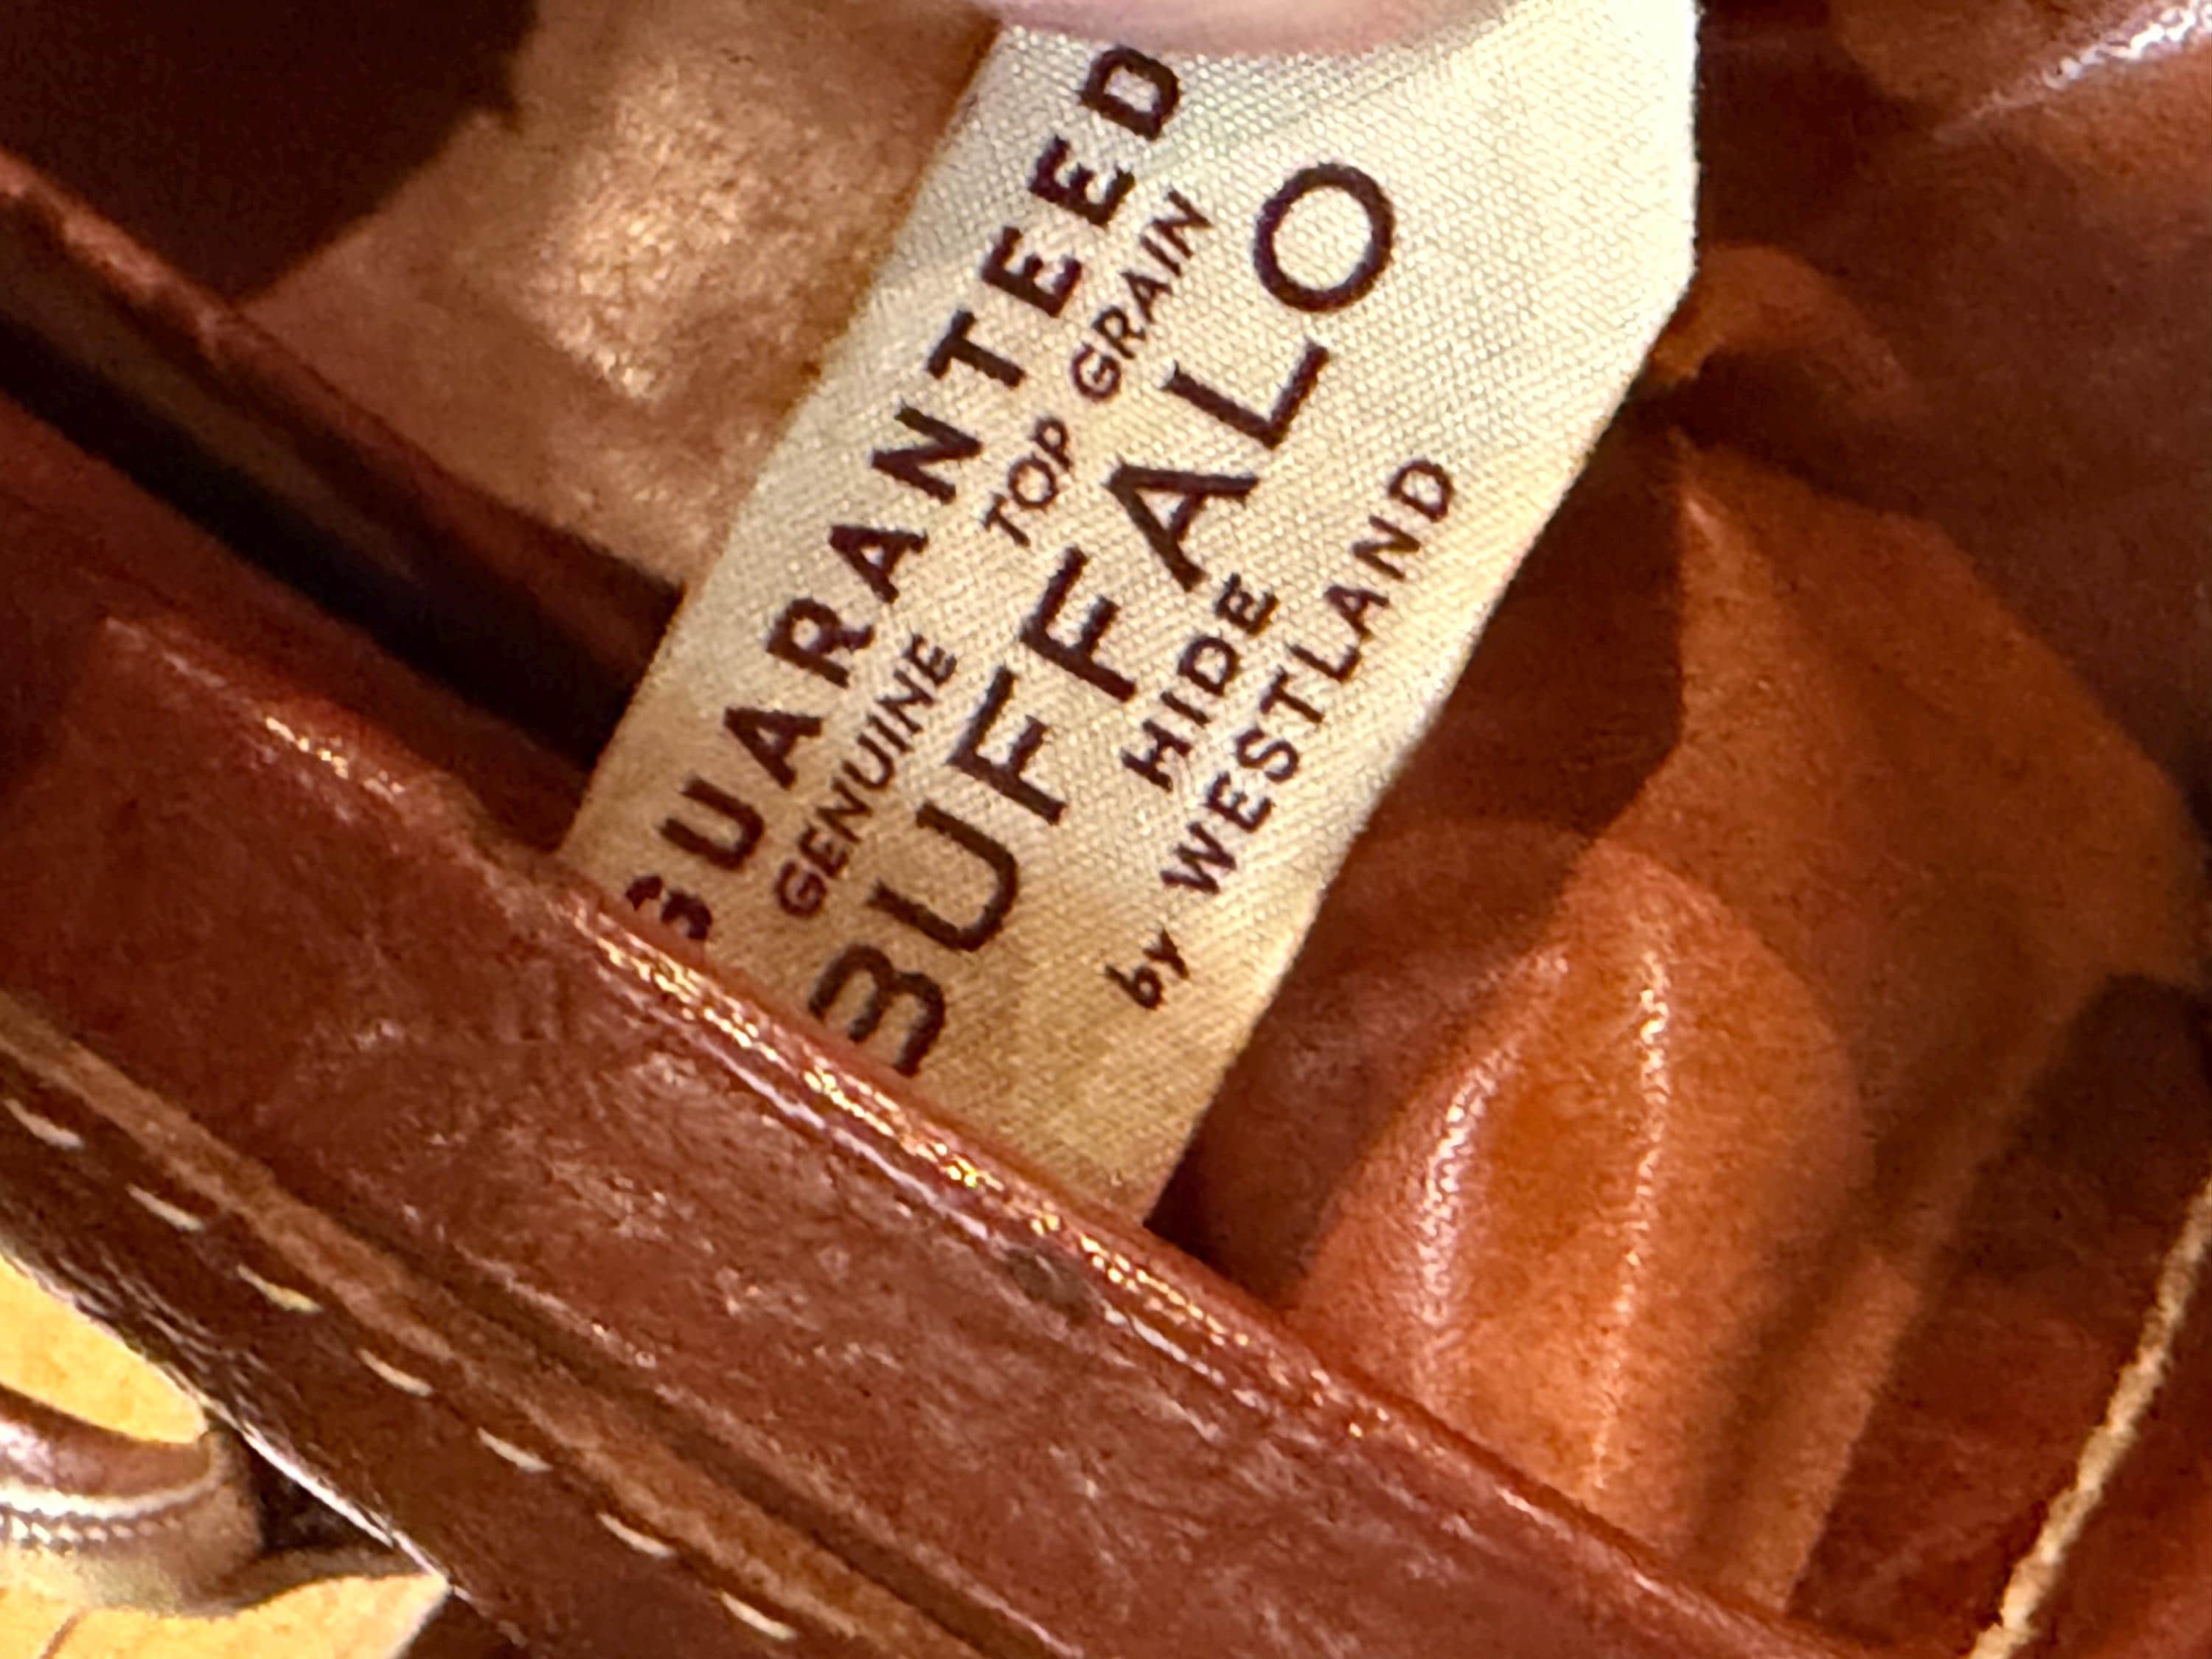 GUARANTEED
GENUINE TOP GRAIN
BUFFALO
HIDE
by WESTLAND